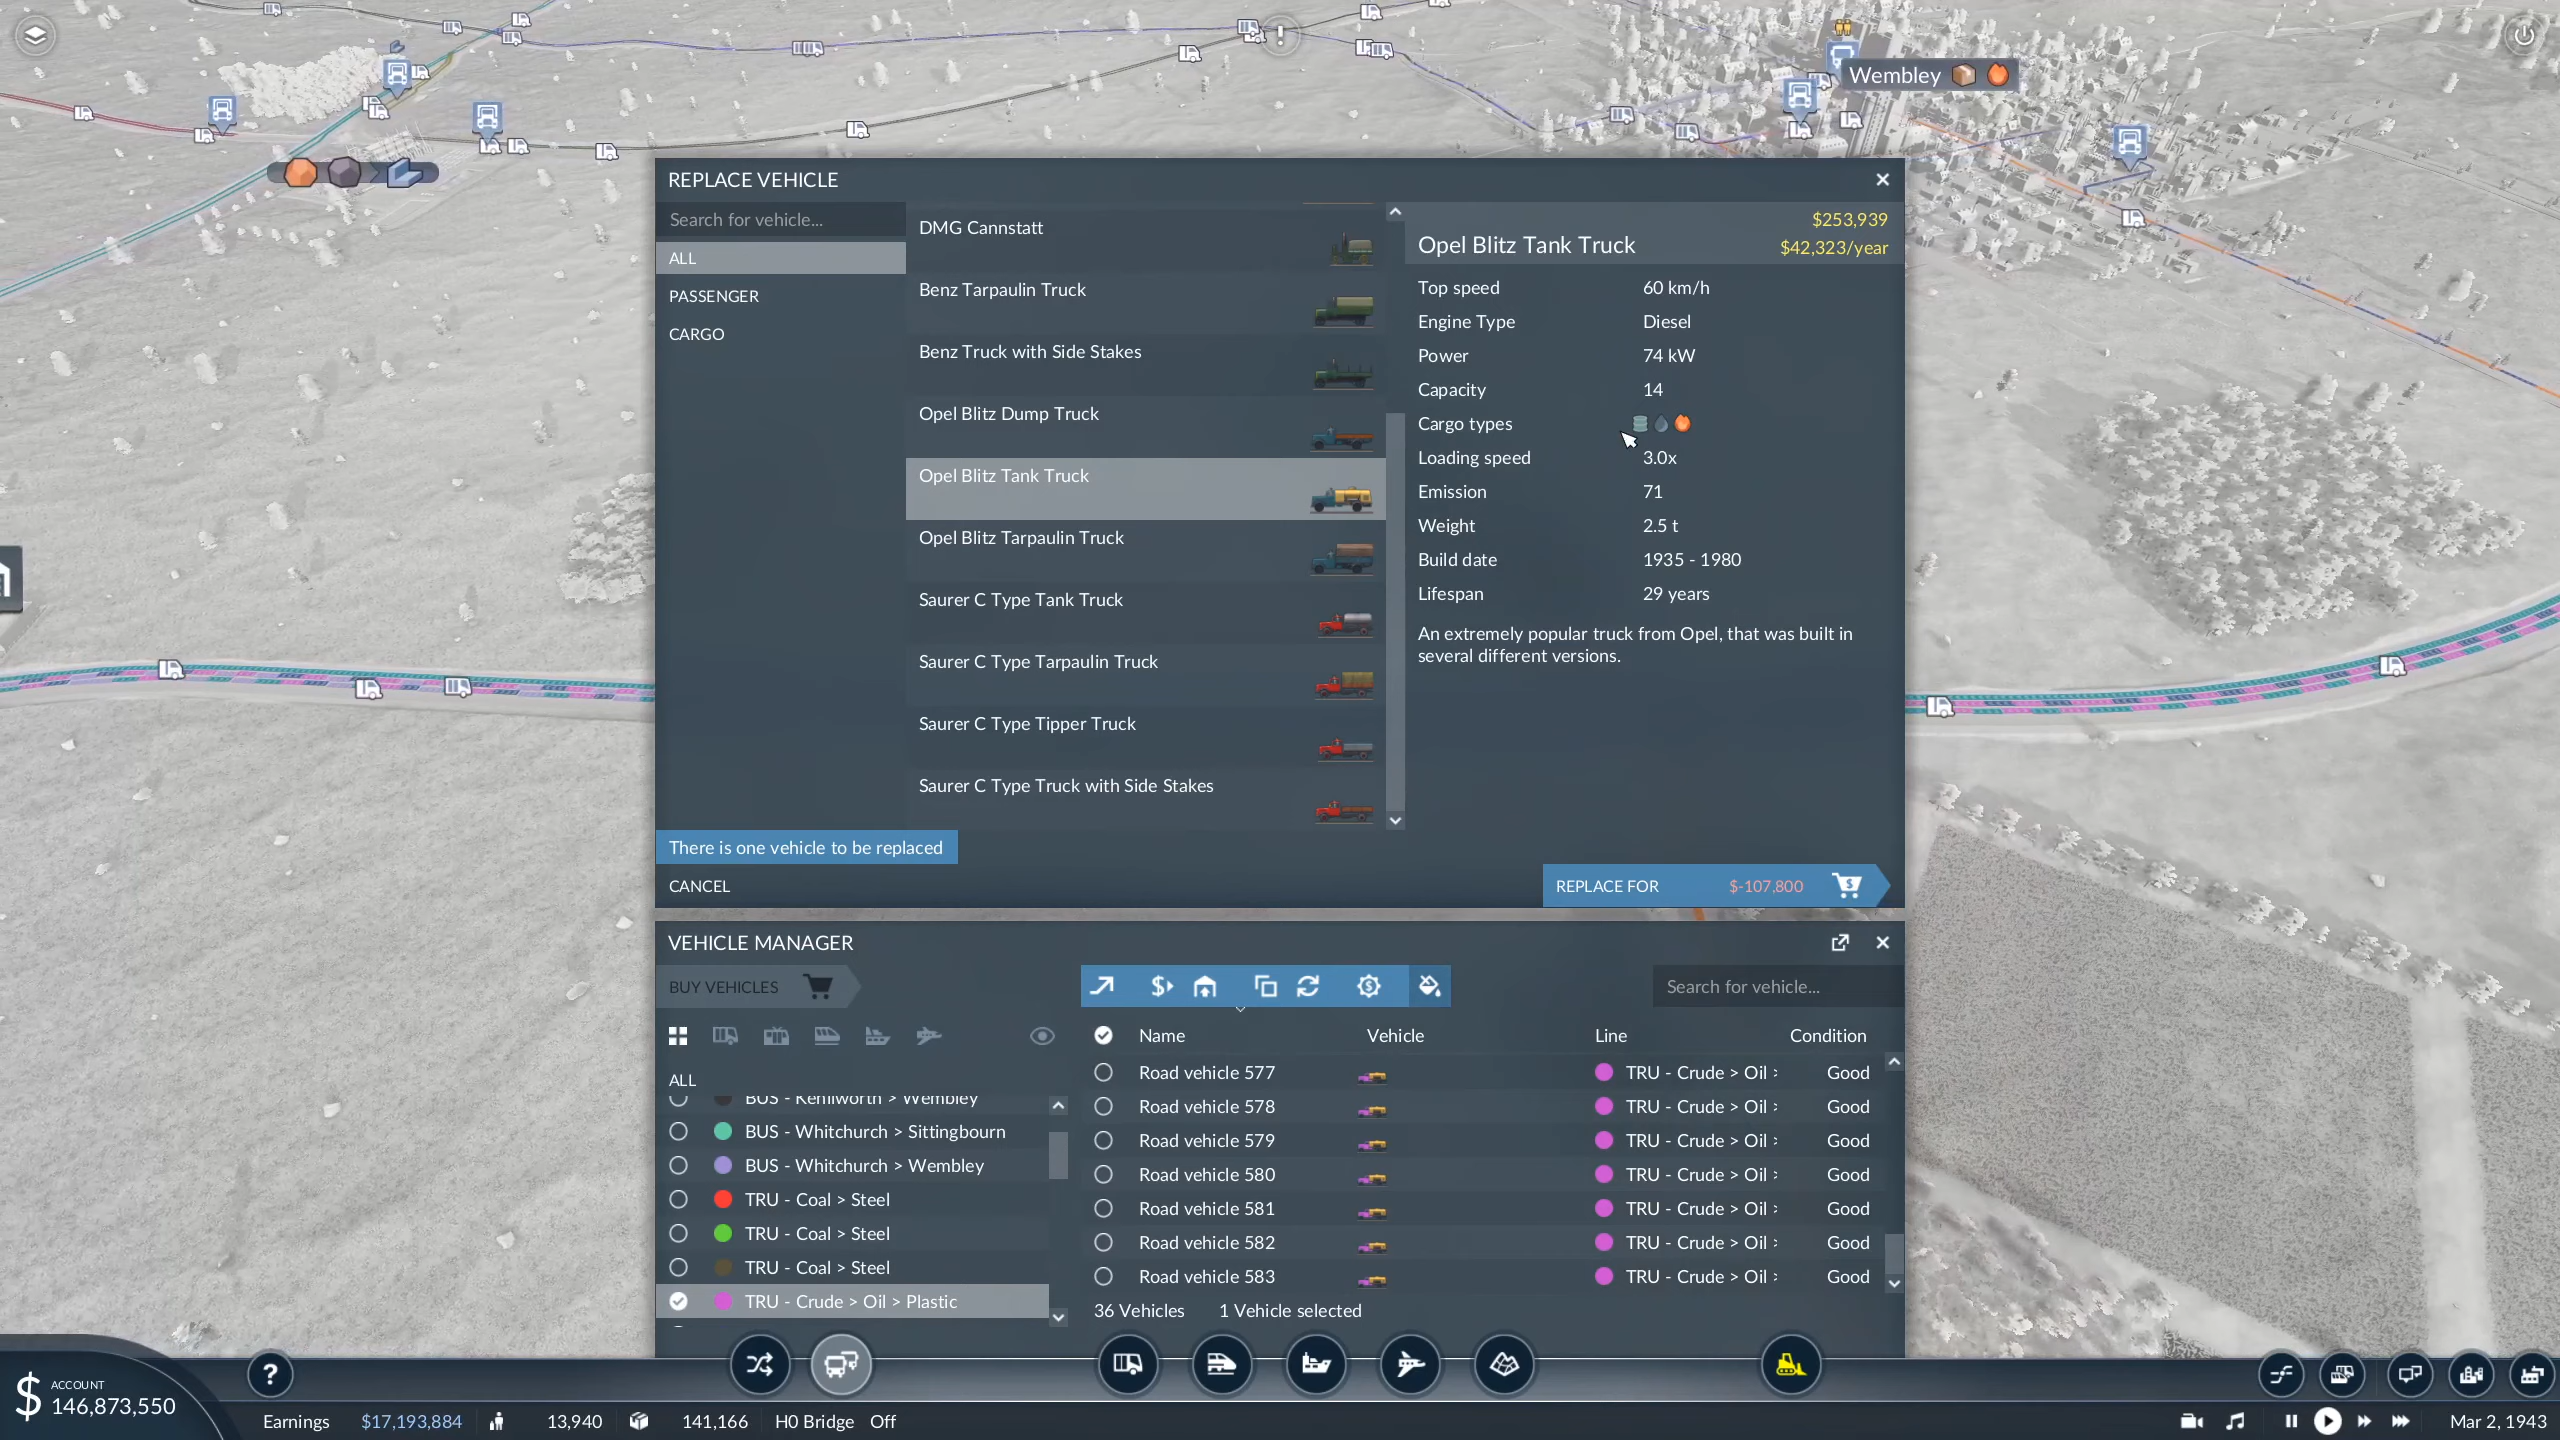 Wembley
REPLACE VEHICLE
Search for vehicle...
ALL
PASSENGER
CARGO
DMG Cannstatt
Benz Tarpaulin Truck
Benz Truck with Side Stakes
Opel Blitz Dump Truck
Opel Blitz Tank Truck
Opel Blitz Tarpaulin Truck
Saurer C Type Tank Truck
Saurer C Type Tarpaulin Truck
Saurer C Type Tipper Truck
Saurer C Type Truck with Side Stakes
$253,939
Opel Blitz Tank Truck $42,323/year
Top speed 60 km/h
Engine Type Diesel
Power 74 kW
Capacity 14
Cargo types
Loading speed 3.0x
Emission 71
Weight 2.5 t
Build date 1935 - 1980
Lifespan 29 years
An extremely popular truck from Opel, that was built in
several different versions.
There is one vehicle to be replaced
CANCEL
REPLACE FOR $-107,800
VEHICLE MANAGER
BUY VEHICLES
Search for vehicle...
ALL
BUS - Kenilworth > Wembley
BUS - Whitchurch > Sittingbourn
BUS - Whitchurch > Wembley
TRU - Coal > Steel
TRU - Coal > Steel
TRU - Coal > Steel
TRU - Crude > Oil > Plastic
Name Vehicle Line Condition
Road vehicle 577 TRU - Crude > Oil > Good
Road vehicle 578 TRU - Crude > Oil > Good
Road vehicle 579 TRU - Crude > Oil > Good
Road vehicle 580 TRU - Crude > Oil > Good
Road vehicle 581 TRU - Crude > Oil > Good
Road vehicle 582 TRU - Crude > Oil > Good
Road vehicle 583 TRU - Crude > Oil > Good
36 Vehicles 1 Vehicle selected
$ ACCOUNT
146,873,550
?
Earnings $17,193,884 13,940 141,166 H0 Bridge Off
Mar 2, 1943